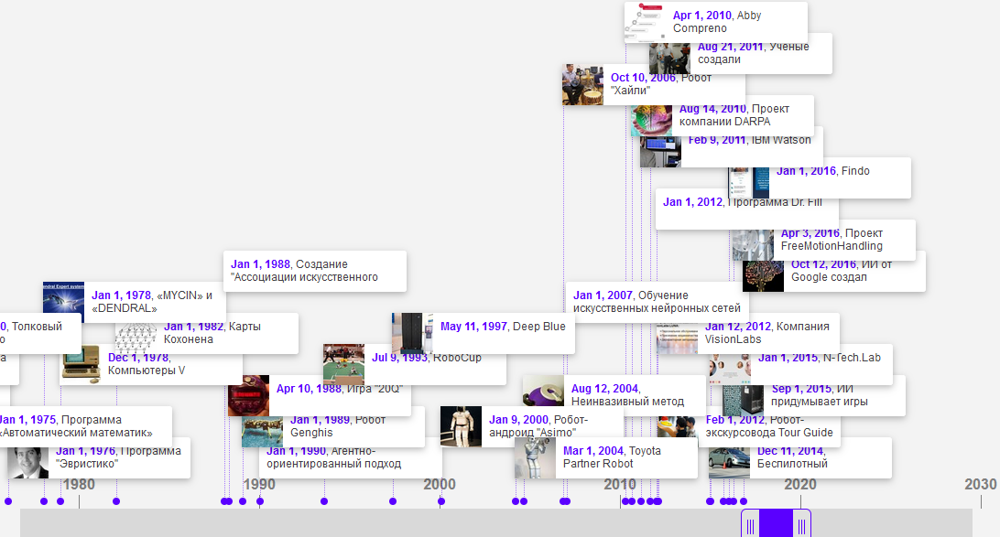 Apr 1, 2010, Abby
Compreno
Aug 21, 2011, Ученые
создали
Oct 10, 2006, Робот
"Хайли"
Aug 14, 2010, Проект
компании DARPA
Feb 9, 2011, IBM Watson
Jan 1, 2016, Findo
Jan 1, 2012, Программа Dr. Fill
Apr 3, 2016, Проект
FreeMotionHandling
Oct 12, 2016, ИИ от
Google создал
Jan 1, 1988, Создание
"Ассоциации искусственного
Jan 1, 1978, «MYCIN» и
«DENDRAL»
Jan 1, 2007, Обучение
искусственных нейронных сетей
0, Толковый
о
Jan 1, 1982, Карты
Кохонена
May 11, 1997, Deep Blue
Jan 12, 2012, Компания
VisionLabs
а
Dec 1, 1978,
Компьютеры V
Jul 9, 1993, RoboCup
Jan 1, 2015, N-Tech.Lab
Apr 10, 1988, Игра "20Q"
Aug 12, 2004,
Неинвазивный метод
Sep 1, 2015, ИИ
придумывает игры
Jan 1, 1975, Программа
«Автоматический математик»
Jan 1, 1989, Робот
Genghis
Jan 9, 2000, Робот-
андроид "Asimo"
Feb 1, 2012, Робот-
экскурсовода Tour Guide
Jan 1, 1976, Программа
"Эвристико"
Jan 1, 1990, Агентно-
ориентированный подход
Mar 1, 2004, Toyota
Partner Robot
Dec 11, 2014,
Беспилотный
1980 1990 2000 2010 2020 2030